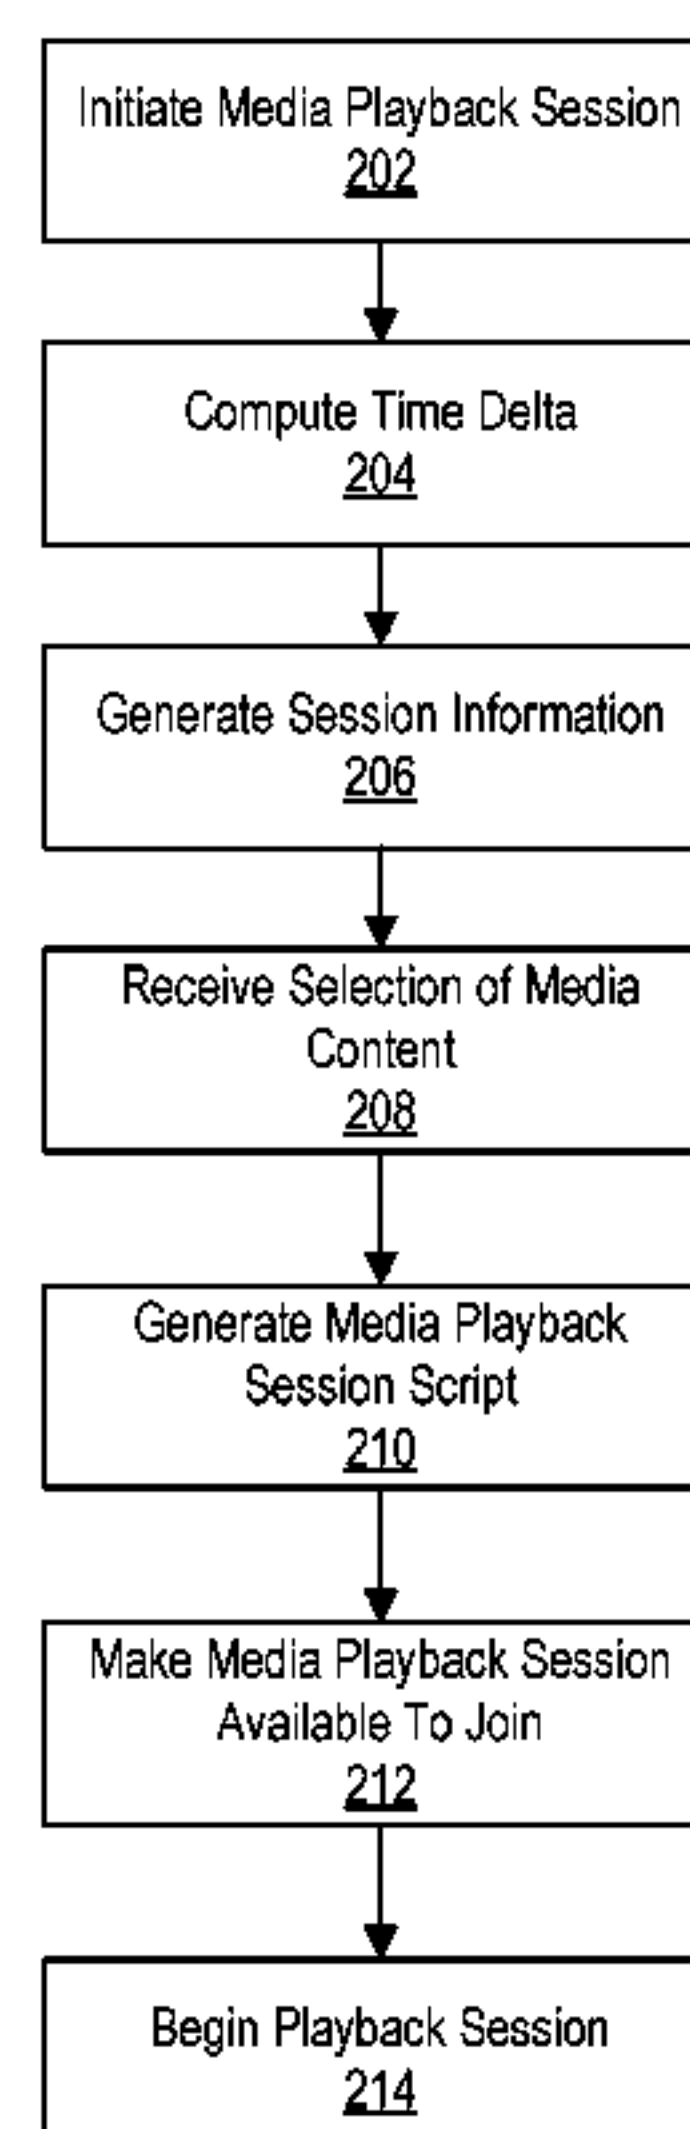 Initiate Media Playback Session
202
Compute Time Delta
204
Generate Session Information
206
Receive Selection of Media
Content
208
Generate Media Playback
Session Script
210
Make Media Playback Session
Available To Join
212
Begin Playback Session
214